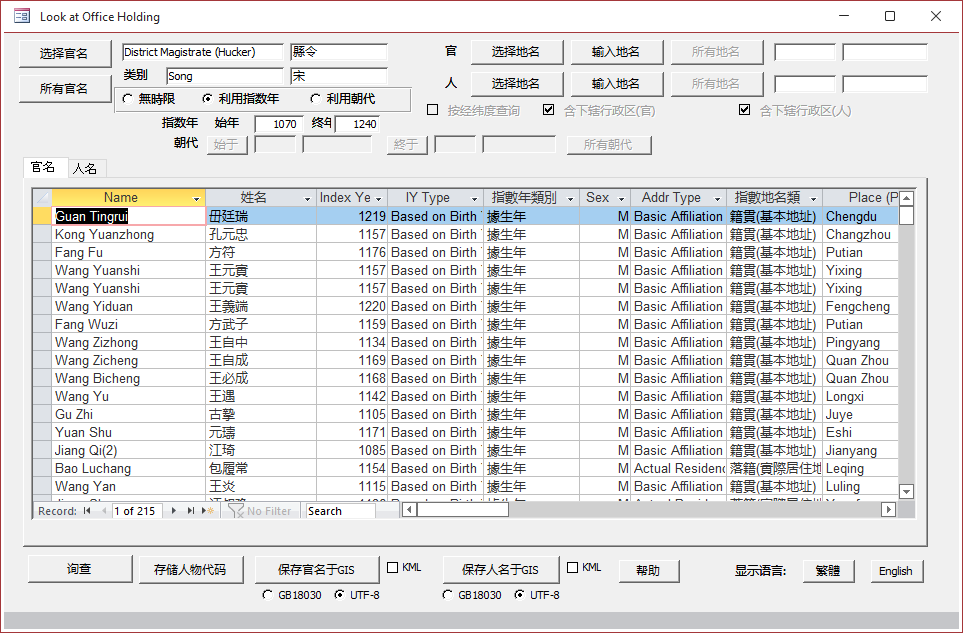 Look at Office Holding
选择官名 District Magistrate (Hucker) 縣令 官 选择地名 输入地名 所有地名
类别 Song 宋 人 选择地名 输入地名 所有地名
所有官名 無時限 利用指数年 利用朝代 按经纬度查询 含下辖行政区(官) 含下辖行政区(人)
指数年 始年 1070 终年 1240
朝代 始于 終于 所有朝代
官名 人名
Name 姓名 Index Ye IY Type 指數年類別 Sex Addr Type 指數地名類 Place (P
Guan Tingrui 毌廷瑞 1219 Based on Birth 據生年 M Basic Affiliation 籍貫(基本地址) Chengdu
Kong Yuanzhong 孔元忠 1157 Based on Birth 據生年 M Basic Affiliation 籍貫(基本地址) Changzhou
Fang Fu 方符 1176 Based on Birth 據生年 M Basic Affiliation 籍貫(基本地址) Putian
Wang Yuanshi 王元實 1157 Based on Birth 據生年 M Basic Affiliation 籍貫(基本地址) Yixing
Wang Yuanshi 王元實 1157 Based on Birth 據生年 M Basic Affiliation 籍貫(基本地址) Yixing
Wang Yiduan 王義端 1220 Based on Birth 據生年 M Basic Affiliation 籍貫(基本地址) Fengcheng
Fang Wuzi 方武子 1159 Based on Birth 據生年 M Basic Affiliation 籍貫(基本地址) Putian
Wang Zizhong 王自中 1134 Based on Birth 據生年 M Basic Affiliation 籍貫(基本地址) Pingyang
Wang Zicheng 王自成 1169 Based on Birth 據生年 M Basic Affiliation 籍貫(基本地址) Quan Zhou
Wang Bicheng 王必成 1168 Based on Birth 據生年 M Basic Affiliation 籍貫(基本地址) Quan Zhou
Wang Yu 王遇 1142 Based on Birth 據生年 M Basic Affiliation 籍貫(基本地址) Longxi
Gu Zhi 古摯 1105 Based on Birth 據生年 M Basic Affiliation 籍貫(基本地址) Juye
Yuan Shu 元璹 1171 Based on Birth 據生年 M Basic Affiliation 籍貫(基本地址) Eshi
Jiang Qi(2) 江琦 1085 Based on Birth 據生年 M Basic Affiliation 籍貫(基本地址) Jianyang
Bao Luchang 包履常 1154 Based on Birth 據生年 M Actual Residenc 落籍(實際居住地 Leqing
Wang Yan 王炎 1115 Based on Birth 據生年 M Basic Affiliation 籍貫(基本地址) Luling
Record: 1 of 215 No Filter Search
询查 存储人物代码 保存官名于GIS KML 保存人名于GIS KML 帮助 显示语言: 繁體 English
GB18030 UTF-8 GB18030 UTF-8